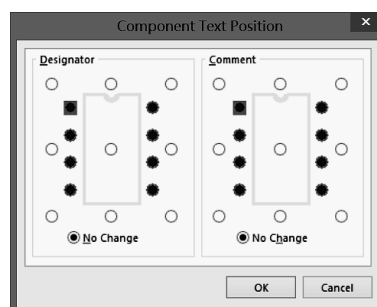 Component Text Position
×
Designator
Comment
No Change
No Change
OK
Cancel